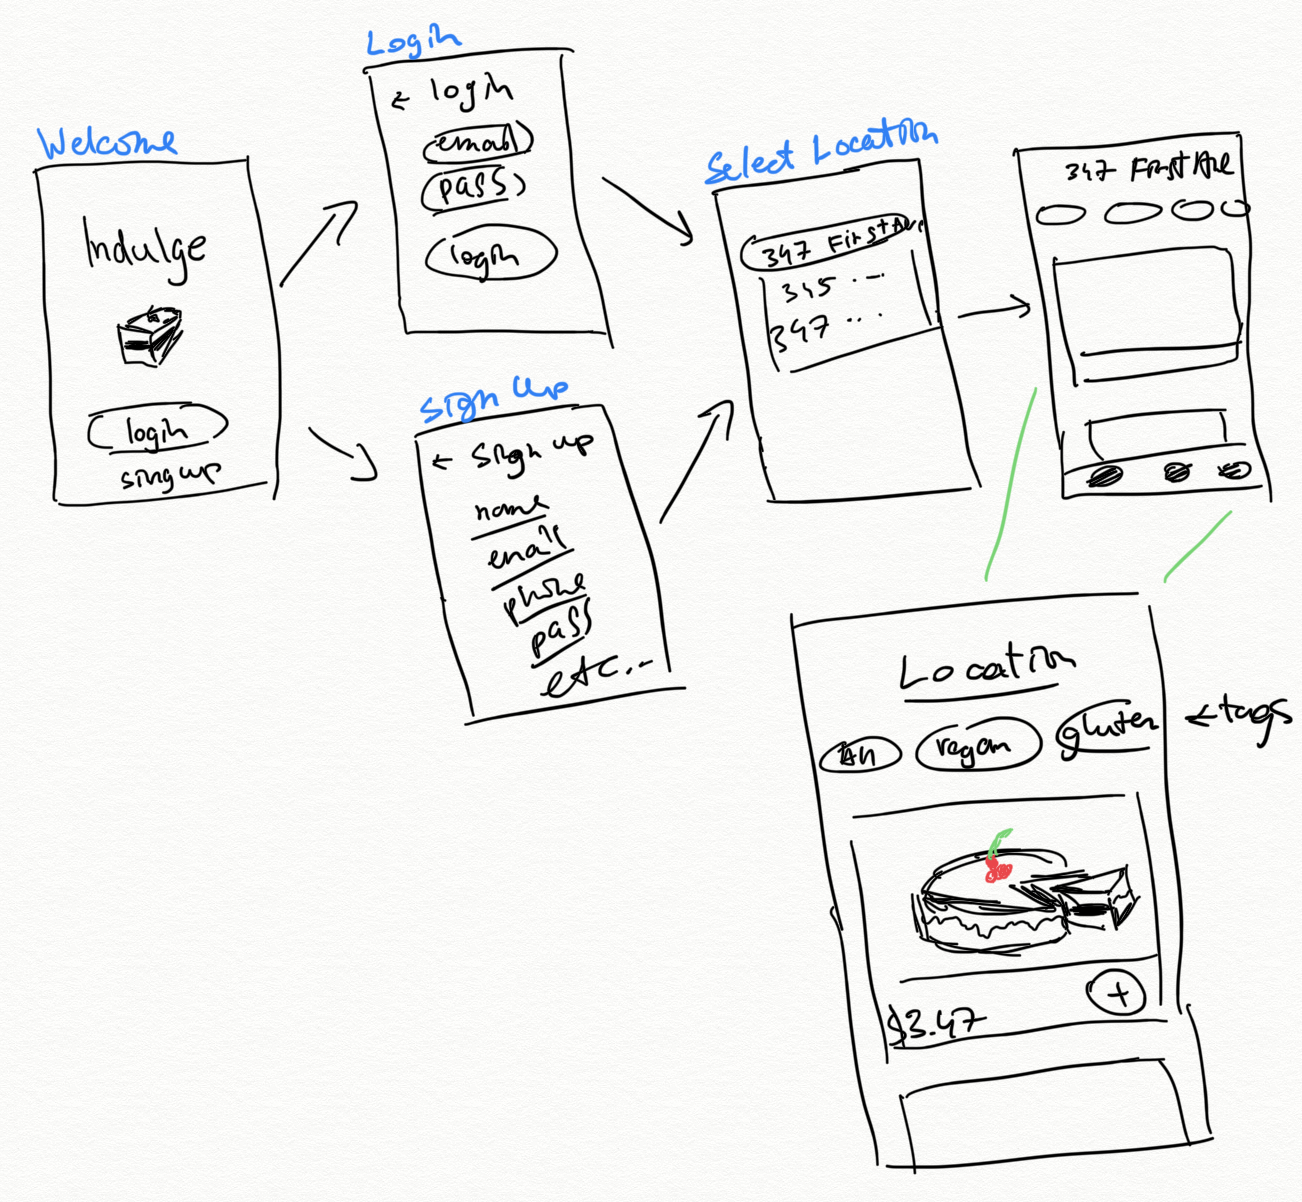 Welcome
Indulge
login
singup
Login
← login
email
pass
login
Sign Up
← Sign up
name
email
phone
pass
etc...
Select Location
347 First Ave
345 ...
347 ...
347 First Ave
Location
All
vegan
gluten
← tags
$3.47
+